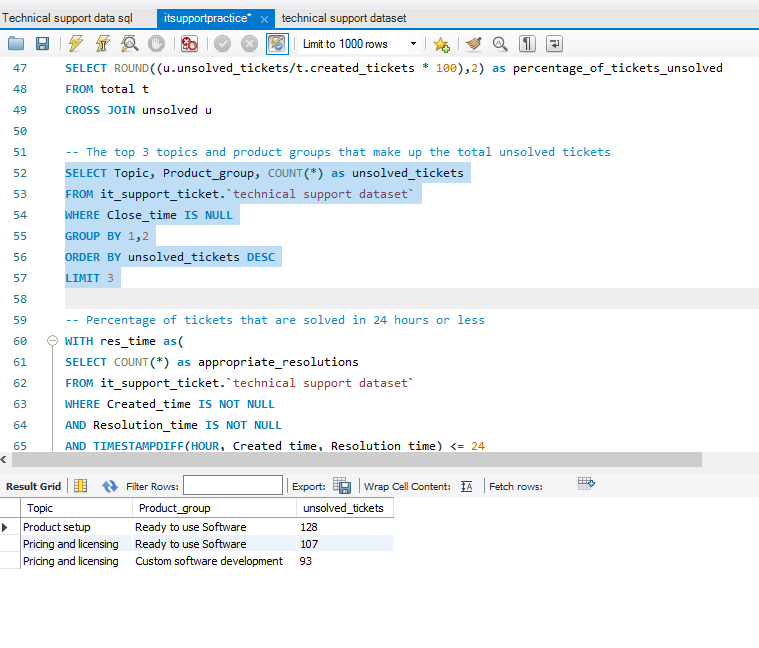 Technical support data sql itsupportpractice* × technical support dataset
Limit to 1000 rows
47 SELECT ROUND((u.unsolved_tickets/t.created_tickets * 100),2) as percentage_of_tickets_unsolved
48 FROM total t
49 CROSS JOIN unsolved u
50
51 -- The top 3 topics and product groups that make up the total unsolved tickets
52 SELECT Topic, Product_group, COUNT(*) as unsolved_tickets
53 FROM it_support_ticket.`technical support dataset`
54 WHERE Close_time IS NULL
55 GROUP BY 1,2
56 ORDER BY unsolved_tickets DESC
57 LIMIT 3
58
59 -- Percentage of tickets that are solved in 24 hours or less
60 WITH res_time as(
61 SELECT COUNT(*) as appropriate_resolutions
62 FROM it_support_ticket.`technical support dataset`
63 WHERE Created_time IS NOT NULL
64 AND Resolution_time IS NOT NULL
65 AND TIMESTAMPDIFF(HOUR, Created_time, Resolution_time) <= 24
Result Grid Filter Rows: Export: Wrap Cell Content: IA Fetch rows:
Topic Product_group unsolved_tickets
Product setup Ready to use Software 128
Pricing and licensing Ready to use Software 107
Pricing and licensing Custom software development 93